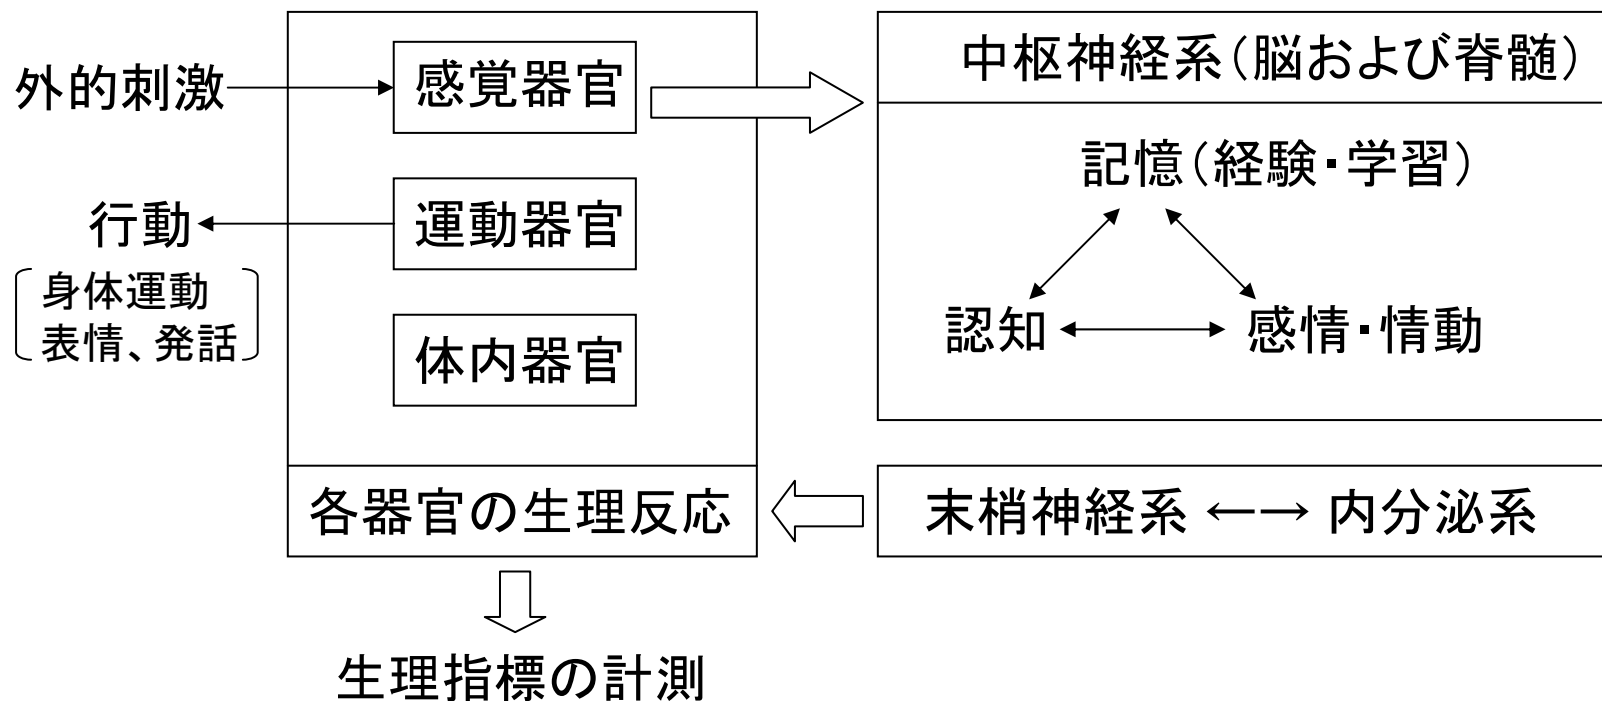 外的刺激
感覚器官
行動
身体運動
表情、発話
運動器官
体内器官
各器官の生理反応
生理指標の計測
中枢神経系(脳および脊髄)
記憶(経験・学習)
認知
感情・情動
末梢神経系 ←→ 内分泌系